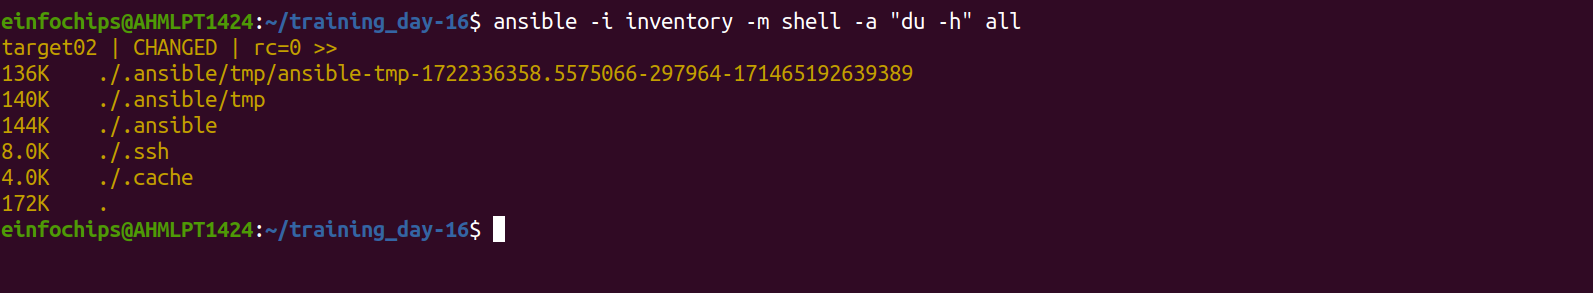 einfochips@AHMLPT1424:~/training_day-16$ ansible -i inventory -m shell -a "du -h" all
target02 | CHANGED | rc=0 >>
136K	./.ansible/tmp/ansible-tmp-1722336358.5575066-297964-171465192639389
140K	./.ansible/tmp
144K	./.ansible
8.0K	./.ssh
4.0K	./.cache
172K	.
einfochips@AHMLPT1424:~/training_day-16$